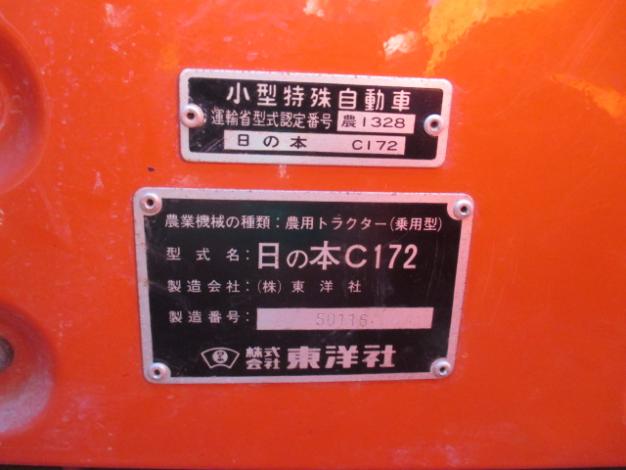 小型特殊自動車
運輸省型式認定番号 農1328
日の本 C172
農業機械の種類：農用トラクター(乗用型)
型式名：日の本C172
製造会社：(株)東洋社
製造番号：50116
株式会社 東洋社